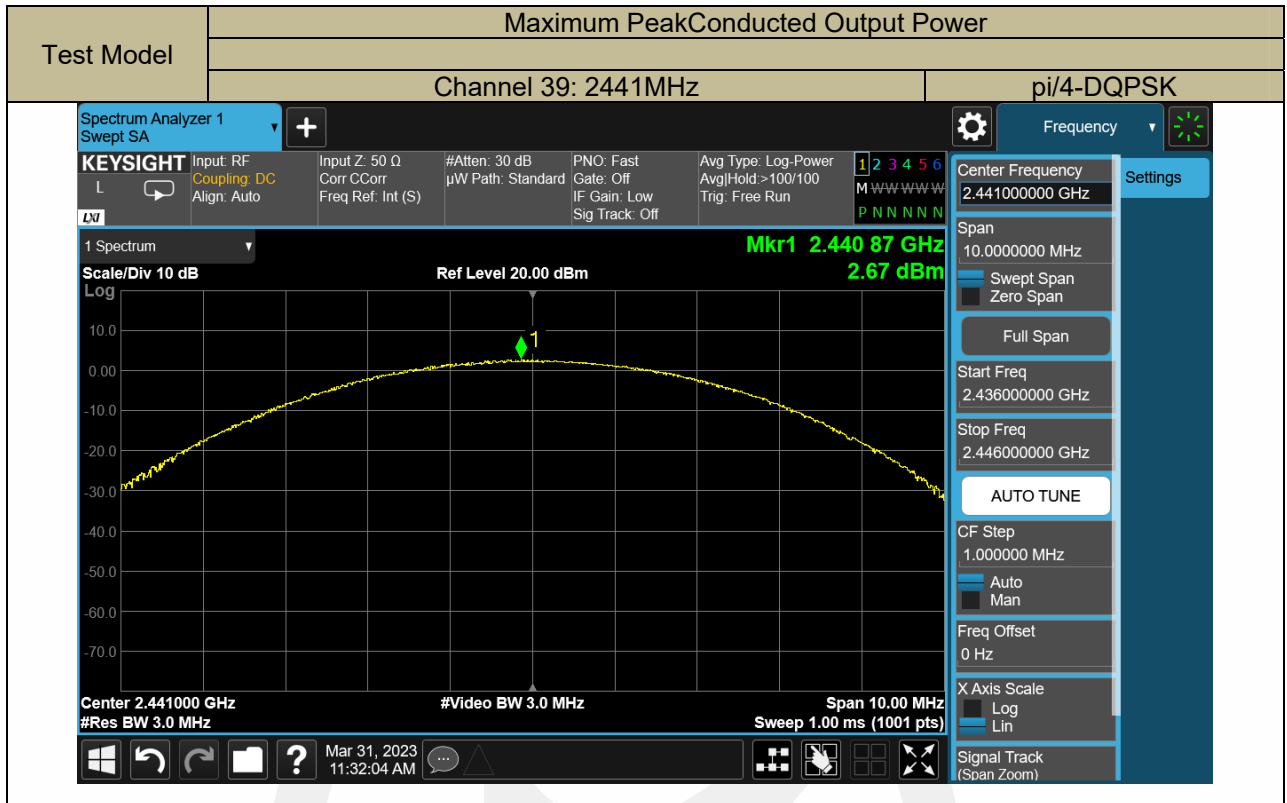 Test Model
Maximum PeakConducted Output Power
Channel 39: 2441MHz
pi/4-DQPSK
Spectrum Analyzer 1
Swept SA
Frequency
KEYSIGHT
L
LXI
Input: RF
Coupling: DC
Align: Auto
Input Z: 50 Ω
Corr CCorr
Freq Ref: Int (S)
#Atten: 30 dB
µW Path: Standard
PNO: Fast
Gate: Off
IF Gain: Low
Sig Track: Off
Avg Type: Log-Power
Avg|Hold:>100/100
Trig: Free Run
1 2 3 4 5 6
M W W W W W
P N N N N N
1 Spectrum
Mkr1 2.440 87 GHz
Scale/Div 10 dB
Ref Level 20.00 dBm
2.67 dBm
Log
10.0
1
0.00
-10.0
-20.0
-30.0
-40.0
-50.0
-60.0
-70.0
Center 2.441000 GHz
#Video BW 3.0 MHz
Span 10.00 MHz
#Res BW 3.0 MHz
Sweep 1.00 ms (1001 pts)
Mar 31, 2023
11:32:04 AM
?
Center Frequency
2.441000000 GHz
Settings
Span
10.0000000 MHz
Swept Span
Zero Span
Full Span
Start Freq
2.436000000 GHz
Stop Freq
2.446000000 GHz
AUTO TUNE
CF Step
1.000000 MHz
Auto
Man
Freq Offset
0 Hz
X Axis Scale
Log
Lin
Signal Track
(Span Zoom)